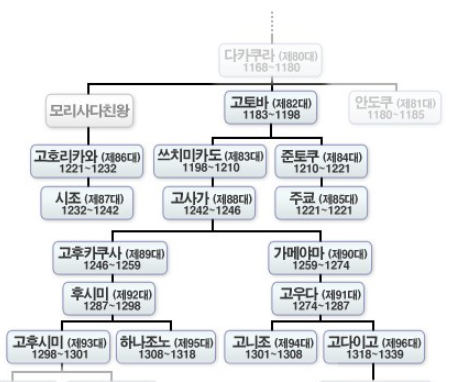 다카쿠라 (제80대)
1168~1180
모리사다친왕
고토바 (제82대)
1183~1198
안도쿠 (제81대)
1180~1185
고호리카와 (제86대)
1221~1232
쓰치미카도 (제83대)
1198~1210
준토쿠 (제84대)
1210~1221
시조 (제87대)
1232~1242
고사가 (제88대)
1242~1246
주쿄 (제85대)
1221~1221
고후카쿠사 (제89대)
1246~1259
가메야마 (제90대)
1259~1274
후시미 (제92대)
1287~1298
고우다 (제91대)
1274~1287
고후시미 (제93대)
1298~1301
하나조노 (제95대)
1308~1318
고니조 (제94대)
1301~1308
고다이고 (제96대)
1318~1339